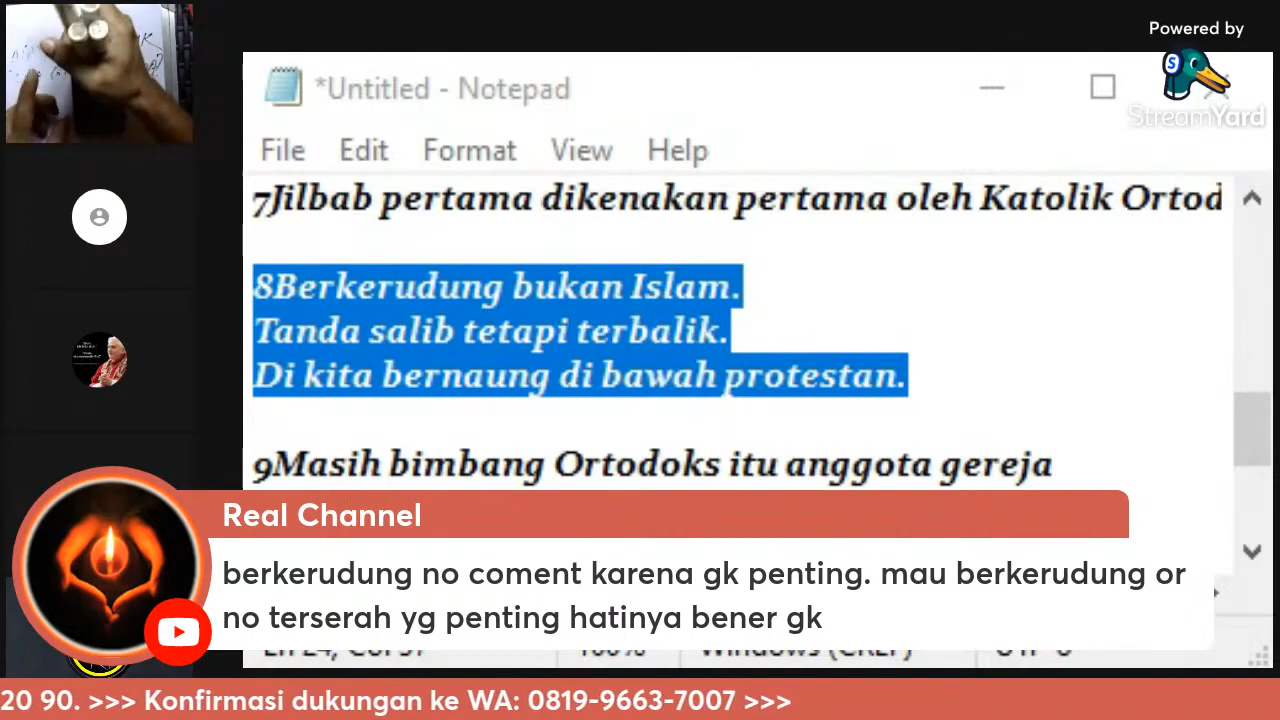 Powered by
StreamYard
*Untitled - Notepad
File Edit Format View Help
7Jilbab pertama dikenakan pertama oleh Katolik Ortod
8Berkerudung bukan Islam.
Tanda salib tetapi terbalik.
Di kita bernaung di bawah protestan.
9Masih bimbang Ortodoks itu anggota gereja
Real Channel
berkerudung no coment karena gk penting. mau berkerudung or
no terserah yg penting hatinya bener gk
20 90. >>> Konfirmasi dukungan ke WA: 0819-9663-7007 >>>